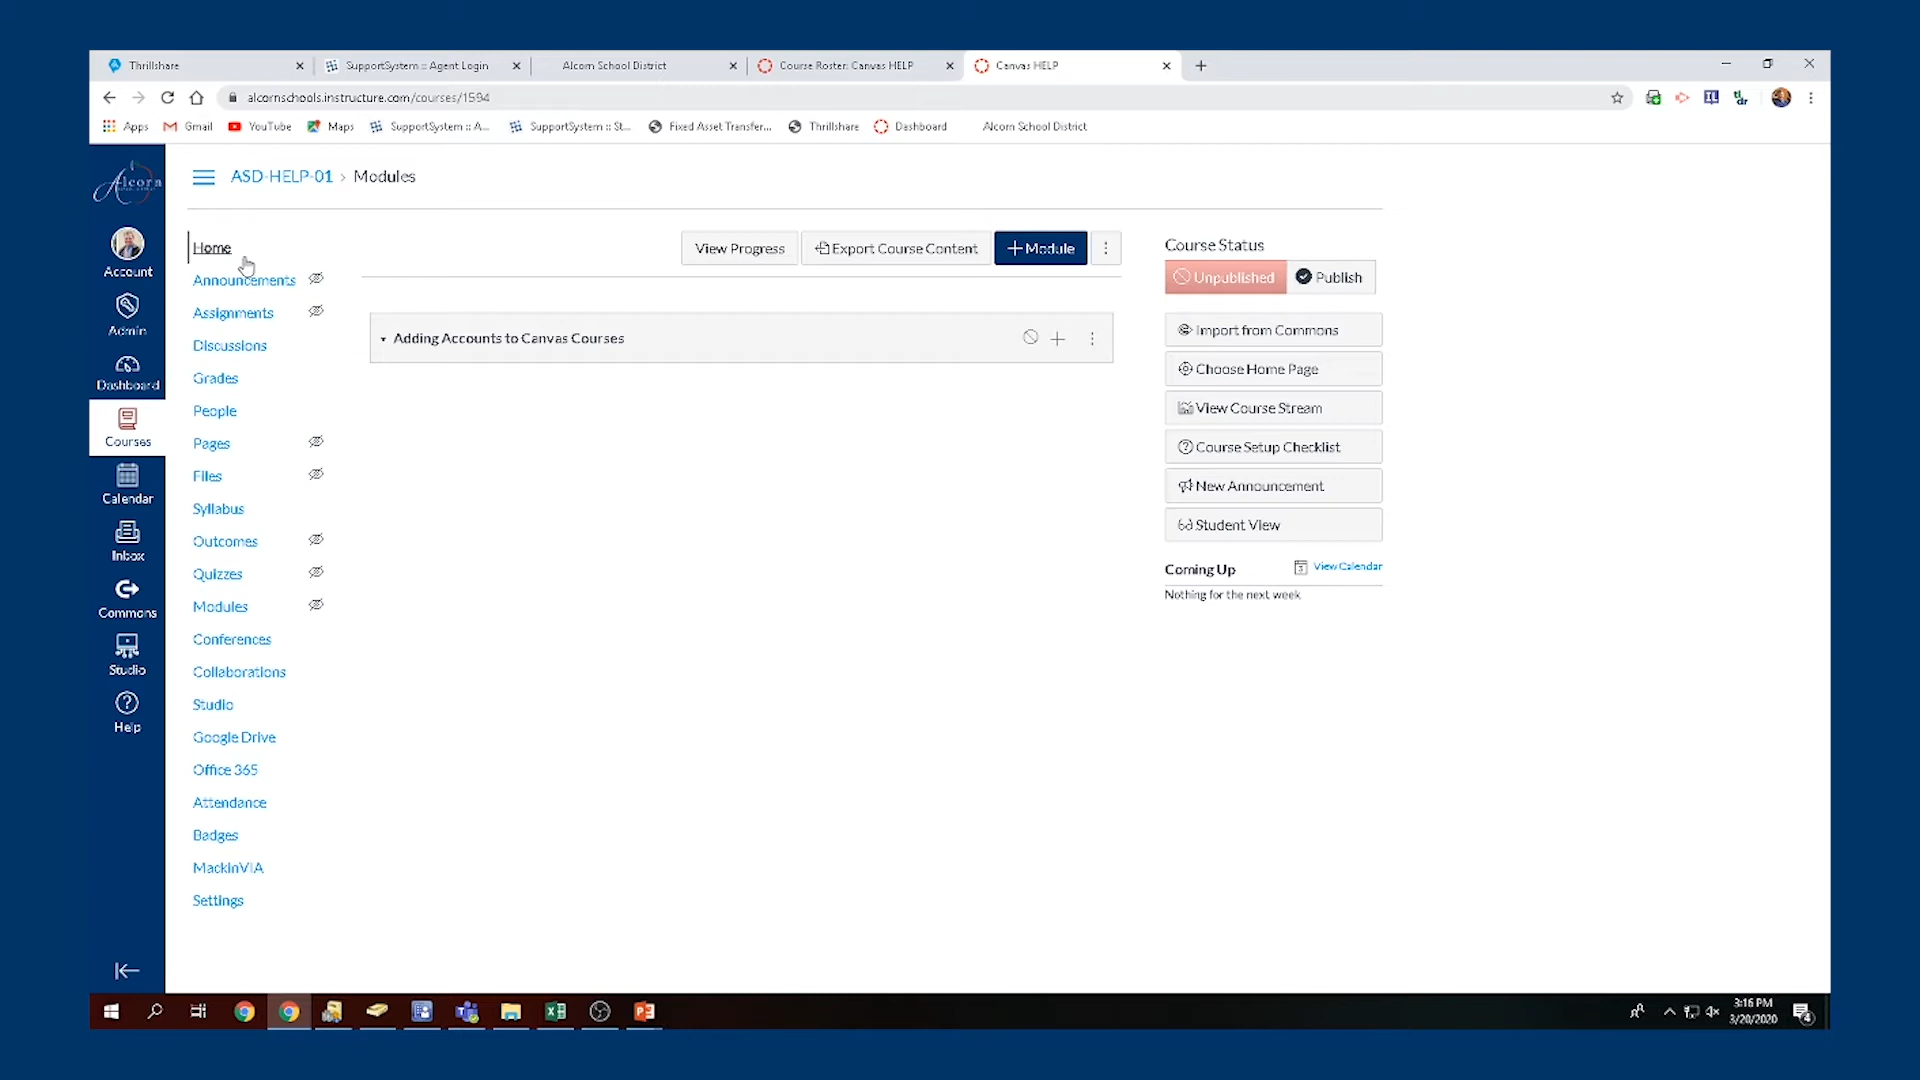 Thrillshare
SupportSystem :: Agent Login
Alcorn School District
Course Roster: Canvas HELP
Canvas HELP
alcornschools.instructure.com/courses/1594
Apps
Gmail
YouTube
Maps
SupportSystem :: A...
SupportSystem :: St...
Fixed Asset Transfer...
Thrillshare
Dashboard
Alcorn School District
Alcorn
ASD-HELP-01 › Modules
Account
Admin
Dashboard
Courses
Calendar
Inbox
Commons
Studio
Help
Home
Announcements
Assignments
Discussions
Grades
People
Pages
Files
Syllabus
Outcomes
Quizzes
Modules
Conferences
Collaborations
Studio
Google Drive
Office 365
Attendance
Badges
MackinVIA
Settings
View Progress
Export Course Content
+ Module
Adding Accounts to Canvas Courses
Course Status
Unpublished
Publish
Import from Commons
Choose Home Page
View Course Stream
Course Setup Checklist
New Announcement
Student View
Coming Up
View Calendar
Nothing for the next week
3:16 PM
3/20/2020
4